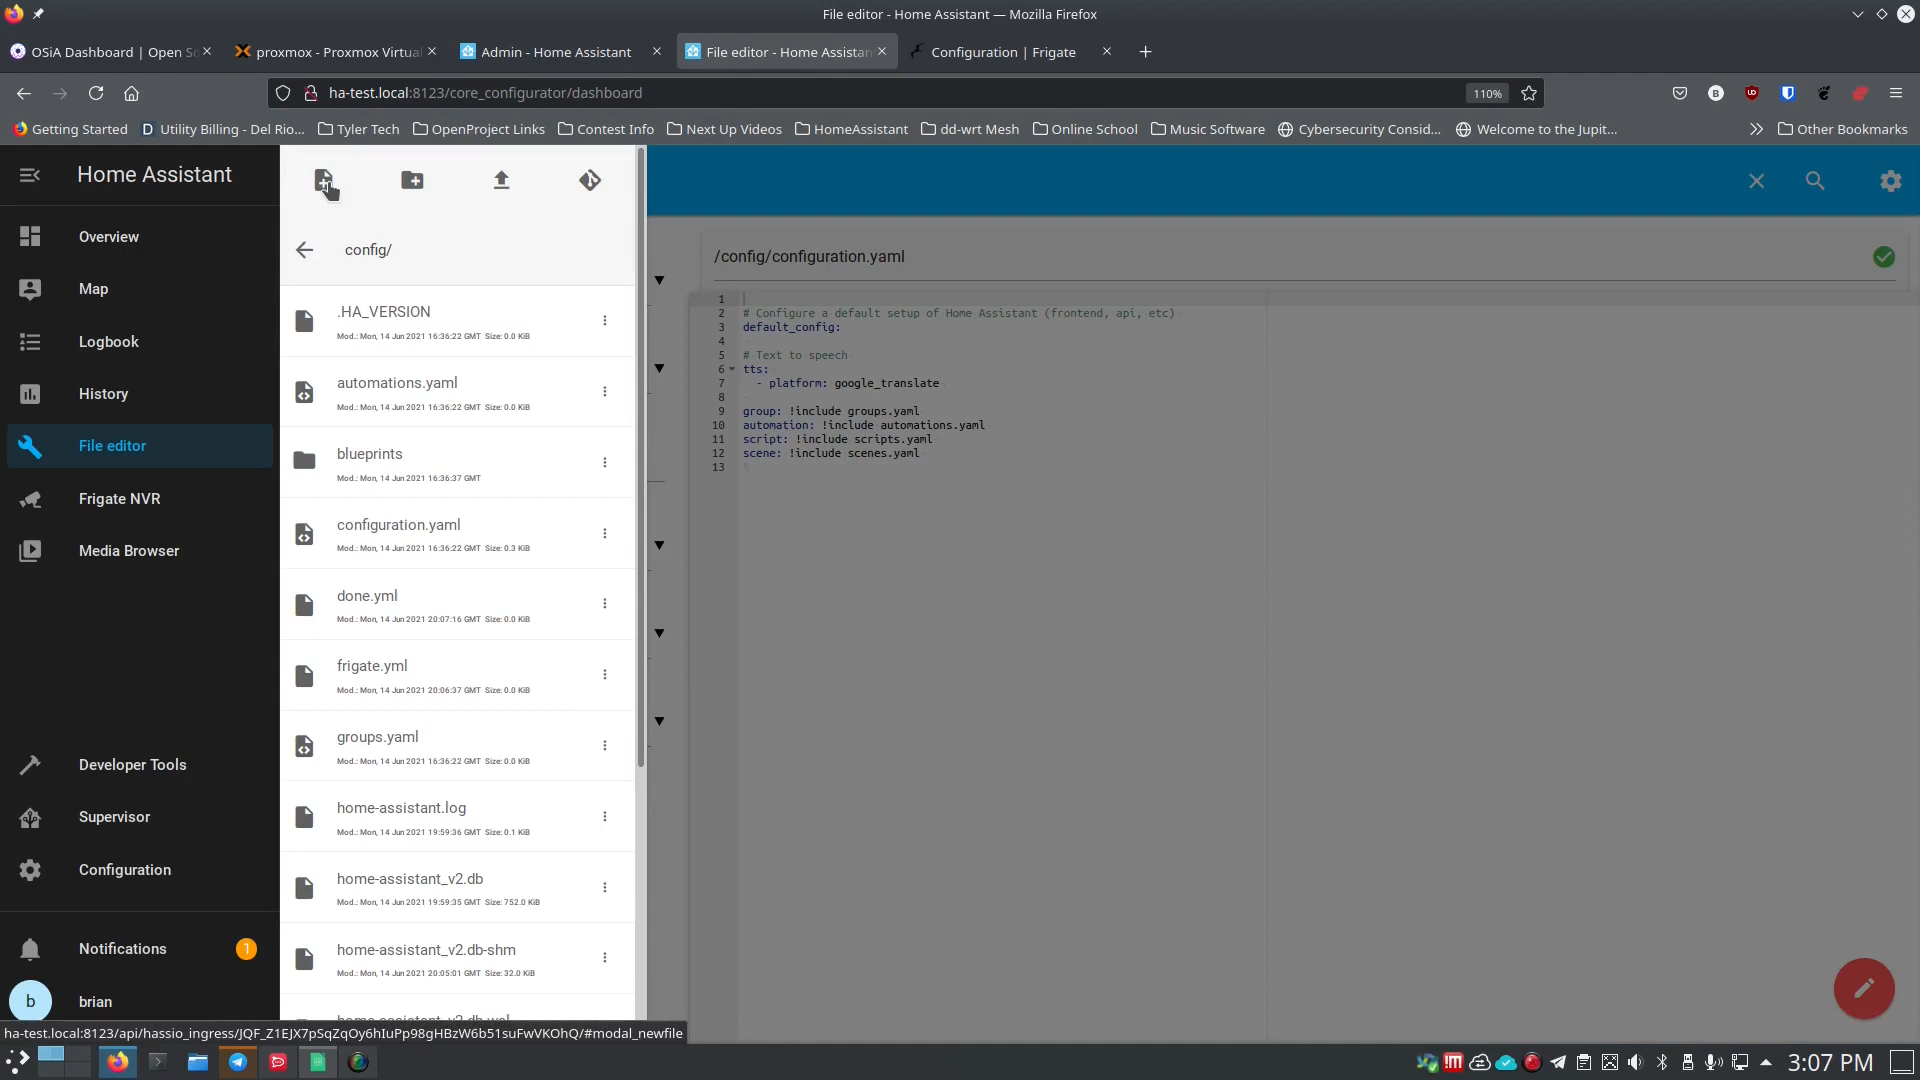 File editor - Home Assistant — Mozilla Firefox
OSiA Dashboard | Open So
proxmox - Proxmox Virtual
Admin - Home Assistant
File editor - Home Assistant
Configuration | Frigate
ha-test.local:8123/core_configurator/dashboard
110%
Getting Started
Utility Billing - Del Rio...
Tyler Tech
OpenProject Links
Contest Info
Next Up Videos
HomeAssistant
dd-wrt Mesh
Online School
Music Software
Cybersecurity Consid...
Welcome to the Jupit...
Other Bookmarks
Home Assistant
Overview
Map
Logbook
History
File editor
Frigate NVR
Media Browser
Developer Tools
Supervisor
Configuration
Notifications
1
b
brian
config/
.HA_VERSION
Mod.: Mon, 14 Jun 2021 16:36:22 GMT Size: 0.0 KiB
automations.yaml
Mod.: Mon, 14 Jun 2021 16:36:22 GMT Size: 0.0 KiB
blueprints
Mod.: Mon, 14 Jun 2021 16:36:37 GMT
configuration.yaml
Mod.: Mon, 14 Jun 2021 16:36:22 GMT Size: 0.3 KiB
done.yml
Mod.: Mon, 14 Jun 2021 20:07:16 GMT Size: 0.0 KiB
frigate.yml
Mod.: Mon, 14 Jun 2021 20:06:37 GMT Size: 0.0 KiB
groups.yaml
Mod.: Mon, 14 Jun 2021 16:36:22 GMT Size: 0.0 KiB
home-assistant.log
Mod.: Mon, 14 Jun 2021 19:59:36 GMT Size: 0.1 KiB
home-assistant_v2.db
Mod.: Mon, 14 Jun 2021 19:59:35 GMT Size: 752.0 KiB
home-assistant_v2.db-shm
Mod.: Mon, 14 Jun 2021 20:05:01 GMT Size: 32.0 KiB
home-assistant_v2.db-wal
/config/configuration.yaml
1
2 # Configure a default setup of Home Assistant (frontend, api, etc)
3 default_config:
4
5 # Text to speech
6 tts:
7 - platform: google_translate
8
9 group: !include groups.yaml
10 automation: !include automations.yaml
11 script: !include scripts.yaml
12 scene: !include scenes.yaml
13
ha-test.local:8123/api/hassio_ingress/JQF_Z1EJX7pSqZqOy6hIuPp98gHBzW6b51suFwVKOhQ/#modal_newfile
3:07 PM